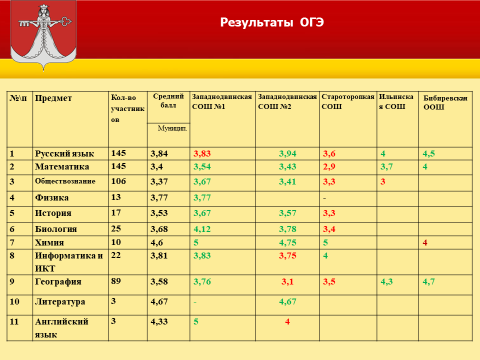 Результаты ОГЭ
№\п Предмет Кол-во участник ов Средний балл Западнодвинская СОШ №1 Западнодвинская СОШ №2 Староторопская СОШ Ильинска я СОШ Бибиревская ООШ
Муницип.
1 Русский язык 145 3,84 3,83 3,94 3,6 4 4,5
2 Математика 145 3,4 3,54 3,43 2,9 3,7 4
3 Обществознание 106 3,37 3,67 3,41 3,3 3
4 Физика 13 3,77 3,77 -
5 История 17 3,53 3,67 3,57 3,3
6 Биология 25 3,68 4,12 3,78 3,4
7 Химия 10 4,6 5 4,75 5 4
8 Информатика и ИКТ 22 3,81 3,83 3,75 4
9 География 89 3,58 3,76 3,1 3,5 4,3 4,7
10 Литература 3 4,67 - 4,67
11 Английский язык 3 4,33 5 4